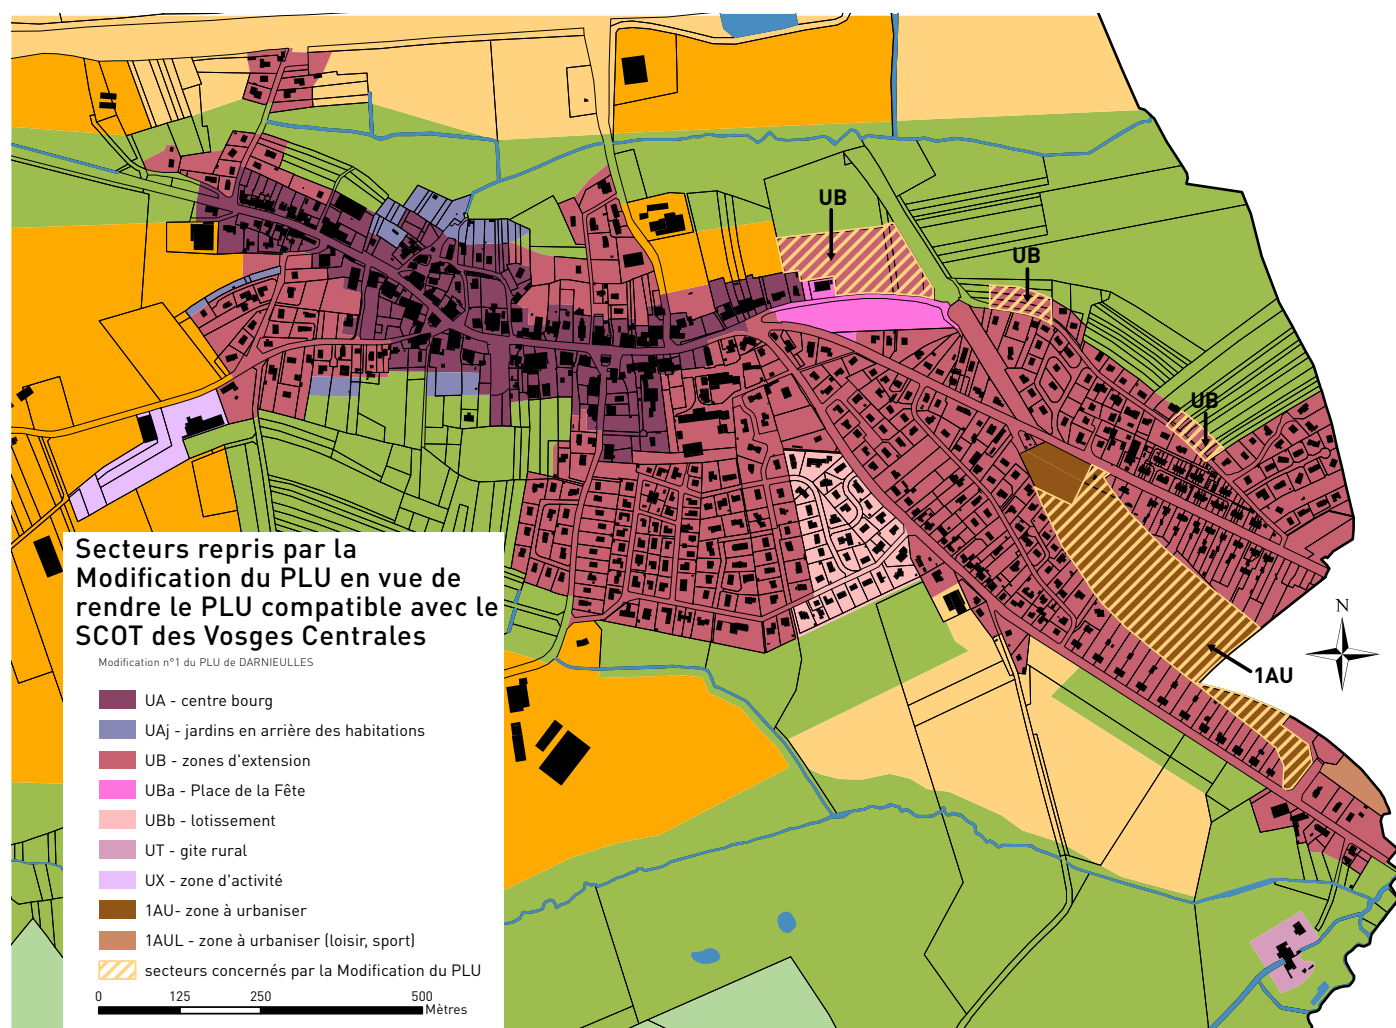 UB
UB
UB
1AU
N
Secteurs repris par la
Modification du PLU en vue de
rendre le PLU compatible avec le
SCOT des Vosges Centrales
Modification n°1 du PLU de DARNIEULLES
UA - centre bourg
UAj - jardins en arrière des habitations
UB - zones d'extension
UBa - Place de la Fête
UBb - lotissement
UT - gite rural
UX - zone d'activité
1AU- zone à urbaniser
1AUL - zone à urbaniser (loisir, sport)
secteurs concernés par la Modification du PLU
0 125 250 500
Mètres